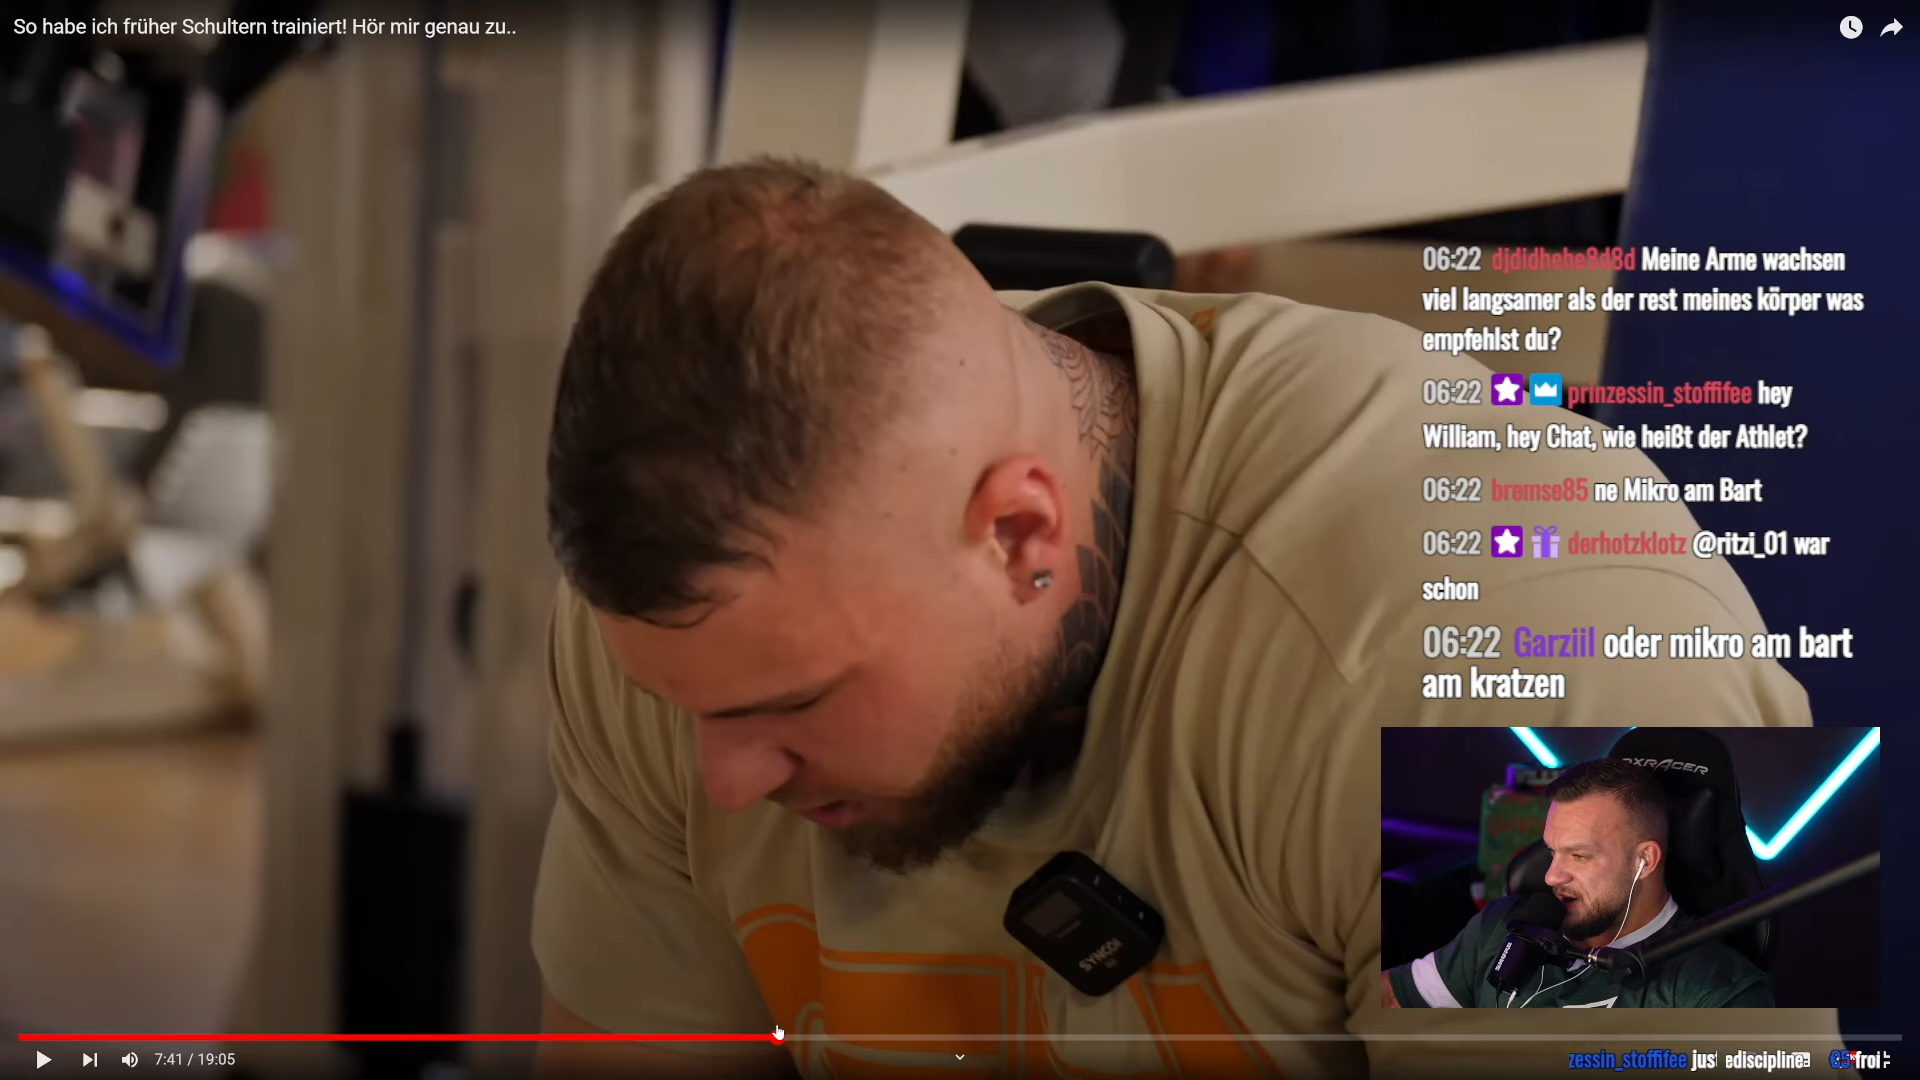 So habe ich früher Schultern trainiert! Hör mir genau zu..
06:22 djdidhehe8d8d Meine Arme wachsen
viel langsamer als der rest meines körper was
empfehlst du?
06:22 prinzessin_stoffifee hey
William, hey Chat, wie heißt der Athlet?
06:22 bremse85 ne Mikro am Bart
06:22 derhotzklotz @ritzi_01 war
schon
06:22 Garziil oder mikro am bart
am kratzen
DXRACER
SYNCO
7:41 / 19:05
zessin_stoffifee just ediscipline